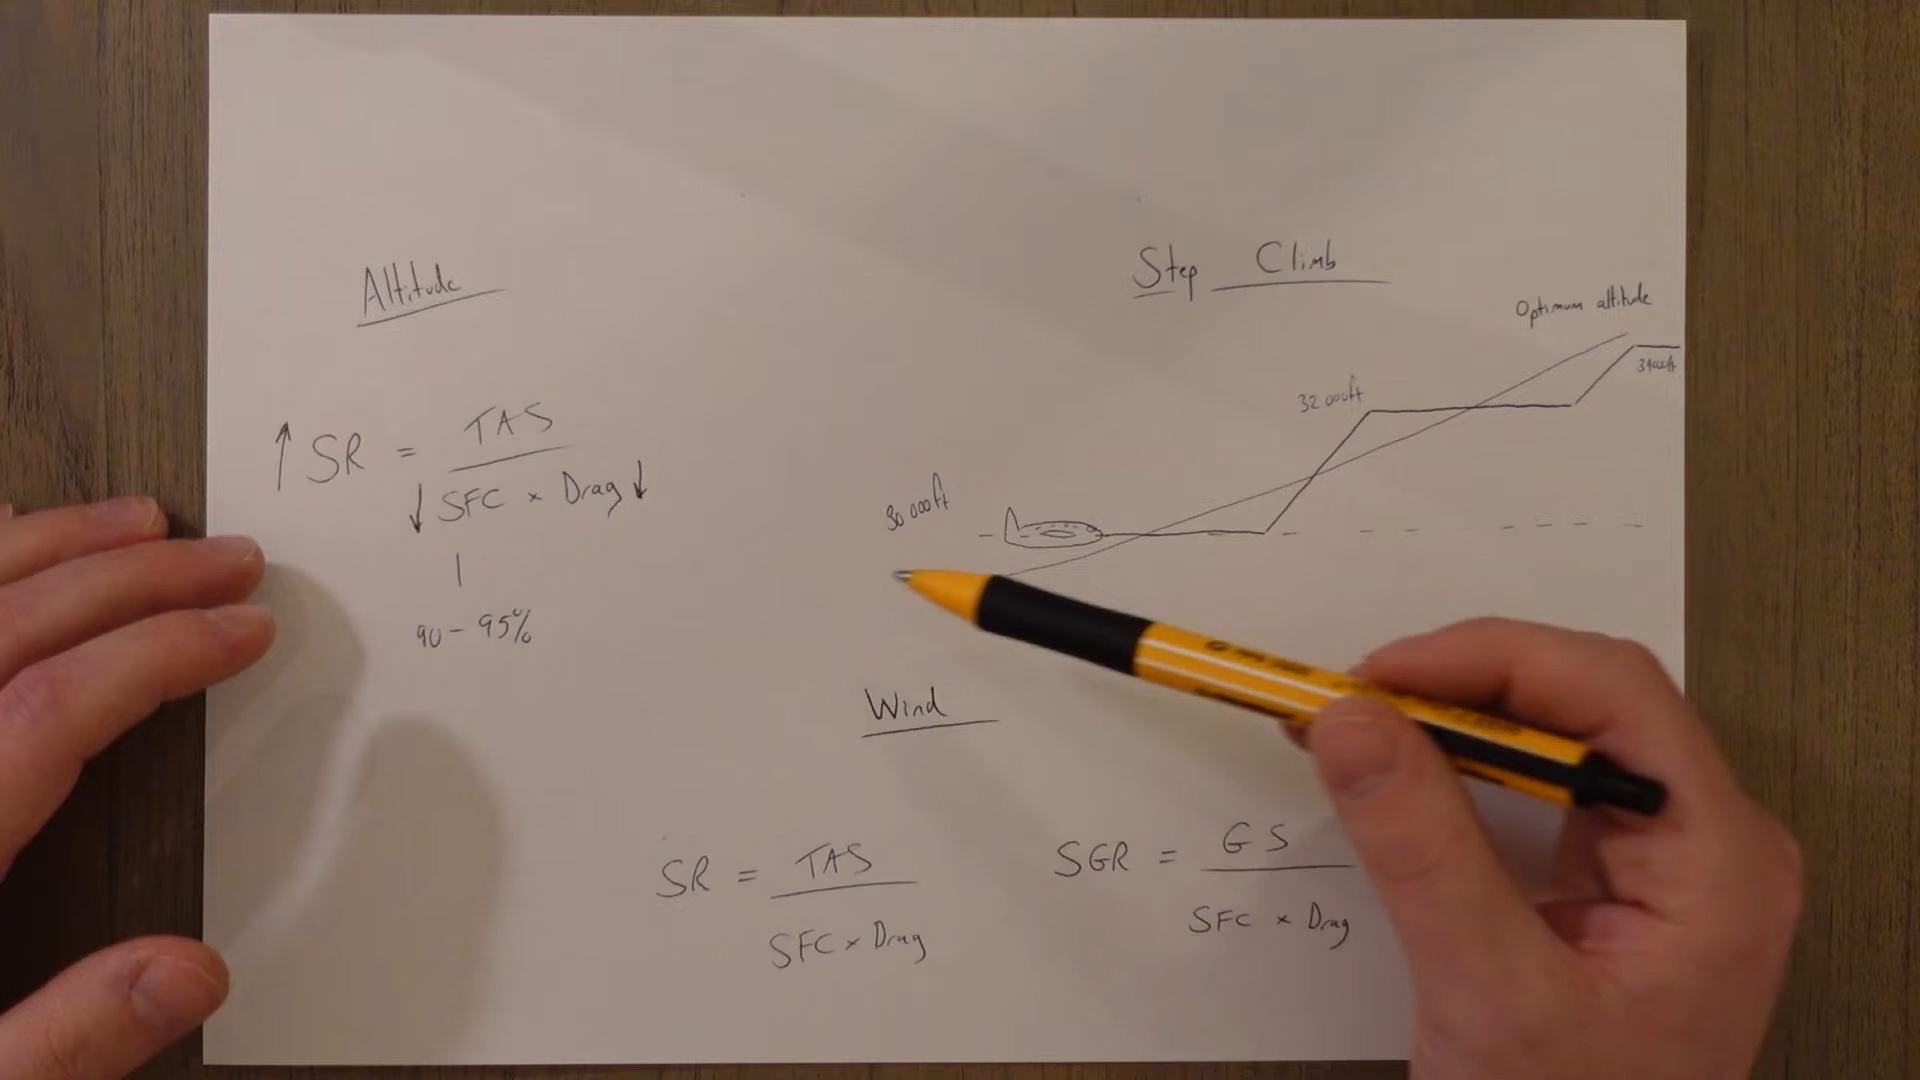 Altitude
↑ SR = TAS
↓ SFC × Drag ↓
90 - 95%
Step Climb
Optimum altitude
34000ft
32 000ft
30 000ft
Wind
SR = TAS
SFC × Drag
SGR = GS
SFC × Drag